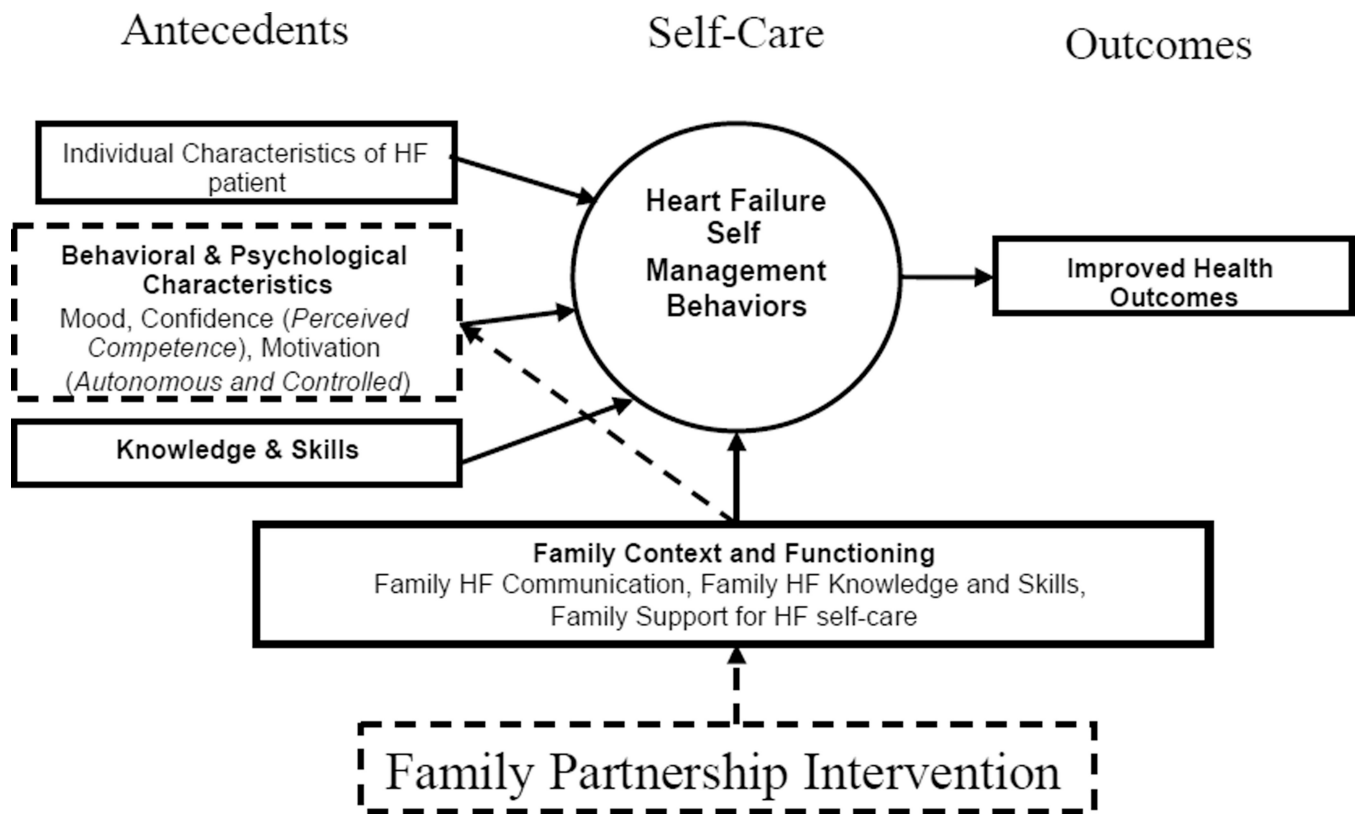 Antecedents
Self-Care
Outcomes
Individual Characteristics of HF
patient
Behavioral & Psychological
Characteristics
Mood, Confidence (Perceived
Competence), Motivation
(Autonomous and Controlled)
Knowledge & Skills
Heart Failure
Self
Management
Behaviors
Improved Health
Outcomes
Family Context and Functioning
Family HF Communication, Family HF Knowledge and Skills,
Family Support for HF self-care
Family Partnership Intervention